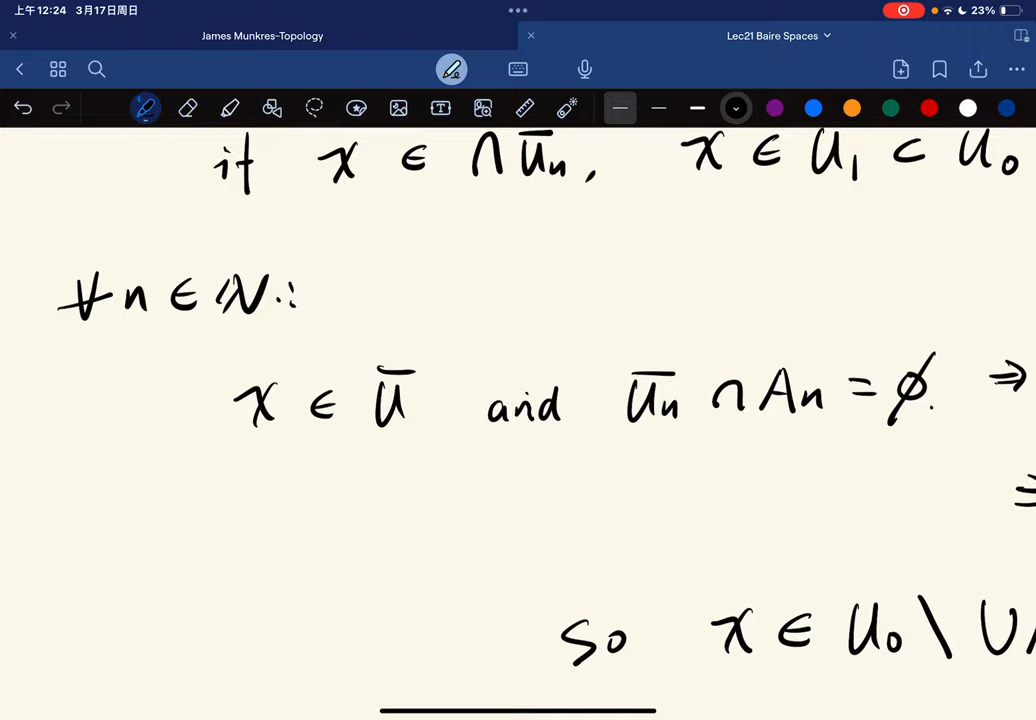 上午12:24 3月17日周日
23%
James Munkres-Topology
Lec21 Baire Spaces
if x ∈ ∩Ūₙ, x ∈ U₁ ⊂ U₀
∀n ∈ ℕ:
x ∈ Ū and Ūₙ ∩ Aₙ = ∅. ⇒
⇒
so x ∈ U₀ \ ∪